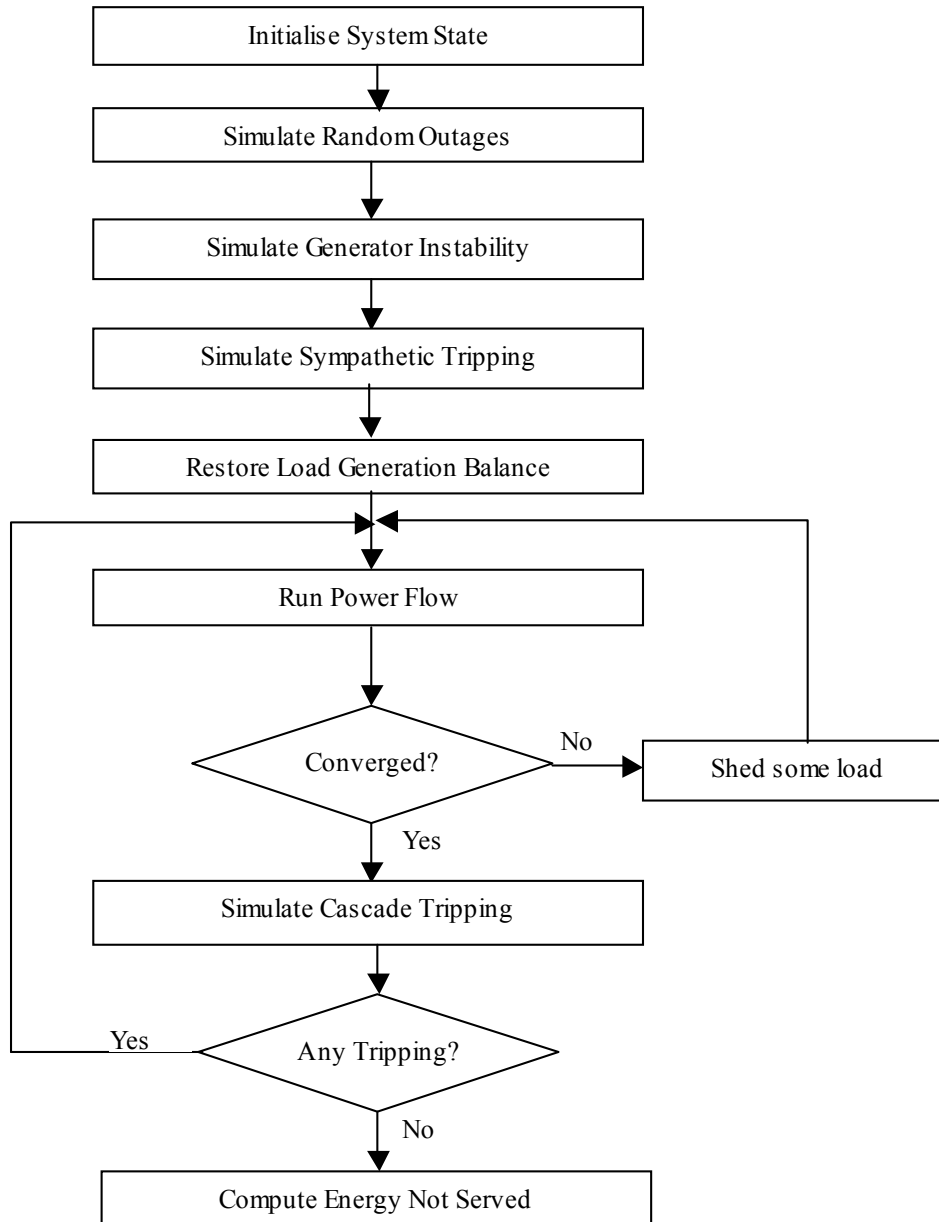 Initialise System State
Simulate Random Outages
Simulate Generator Instability
Simulate Sympathetic Tripping
Restore Load Generation Balance
Run Power Flow
Converged?
No
Shed some load
Yes
Simulate Cascade Tripping
Any Tripping?
Yes
No
Compute Energy Not Served